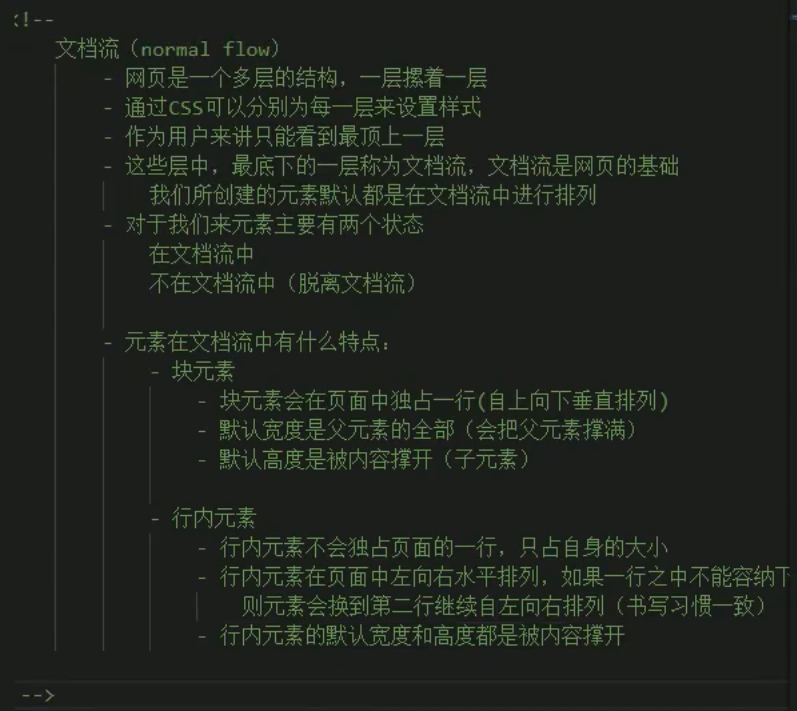 <!--
文档流（normal flow）
- 网页是一个多层的结构，一层摞着一层
- 通过CSS可以分别为每一层来设置样式
- 作为用户来讲只能看到最顶上一层
- 这些层中，最底下的一层称为文档流，文档流是网页的基础
我们所创建的元素默认都是在文档流中进行排列
- 对于我们来元素主要有两个状态
在文档流中
不在文档流中（脱离文档流）
- 元素在文档流中有什么特点：
- 块元素
- 块元素会在页面中独占一行(自上向下垂直排列)
- 默认宽度是父元素的全部（会把父元素撑满）
- 默认高度是被内容撑开（子元素）
- 行内元素
- 行内元素不会独占页面的一行，只占自身的大小
- 行内元素在页面中左向右水平排列，如果一行之中不能容纳下
则元素会换到第二行继续自左向右排列（书写习惯一致）
- 行内元素的默认宽度和高度都是被内容撑开
-->